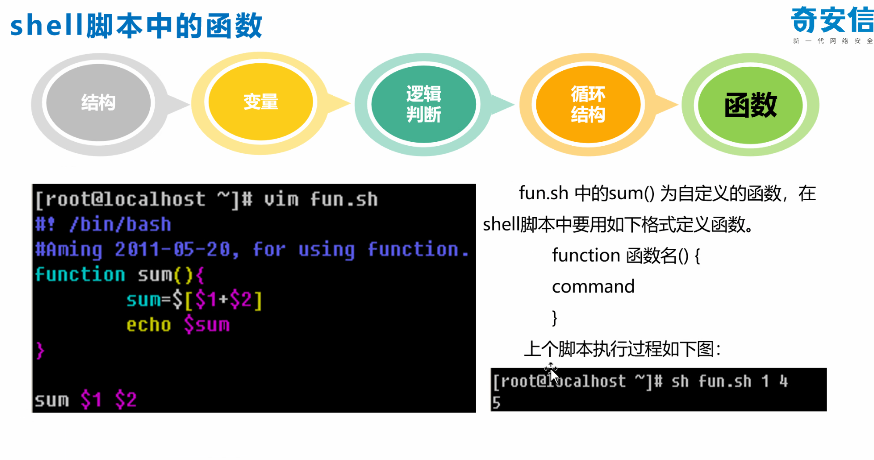 shell脚本中的函数
奇安信
新一代网络安全
结构
变量
逻辑
判断
循环
结构
函数
[root@localhost ~]# vim fun.sh
#! /bin/bash
#Aming 2011-05-20, for using function.
function sum(){
sum=$[$1+$2]
echo $sum
}
sum $1 $2
fun.sh 中的sum() 为自定义的函数，在
shell脚本中要用如下格式定义函数。
function 函数名() {
command
}
上个脚本执行过程如下图：
[root@localhost ~]# sh fun.sh 1 4
5